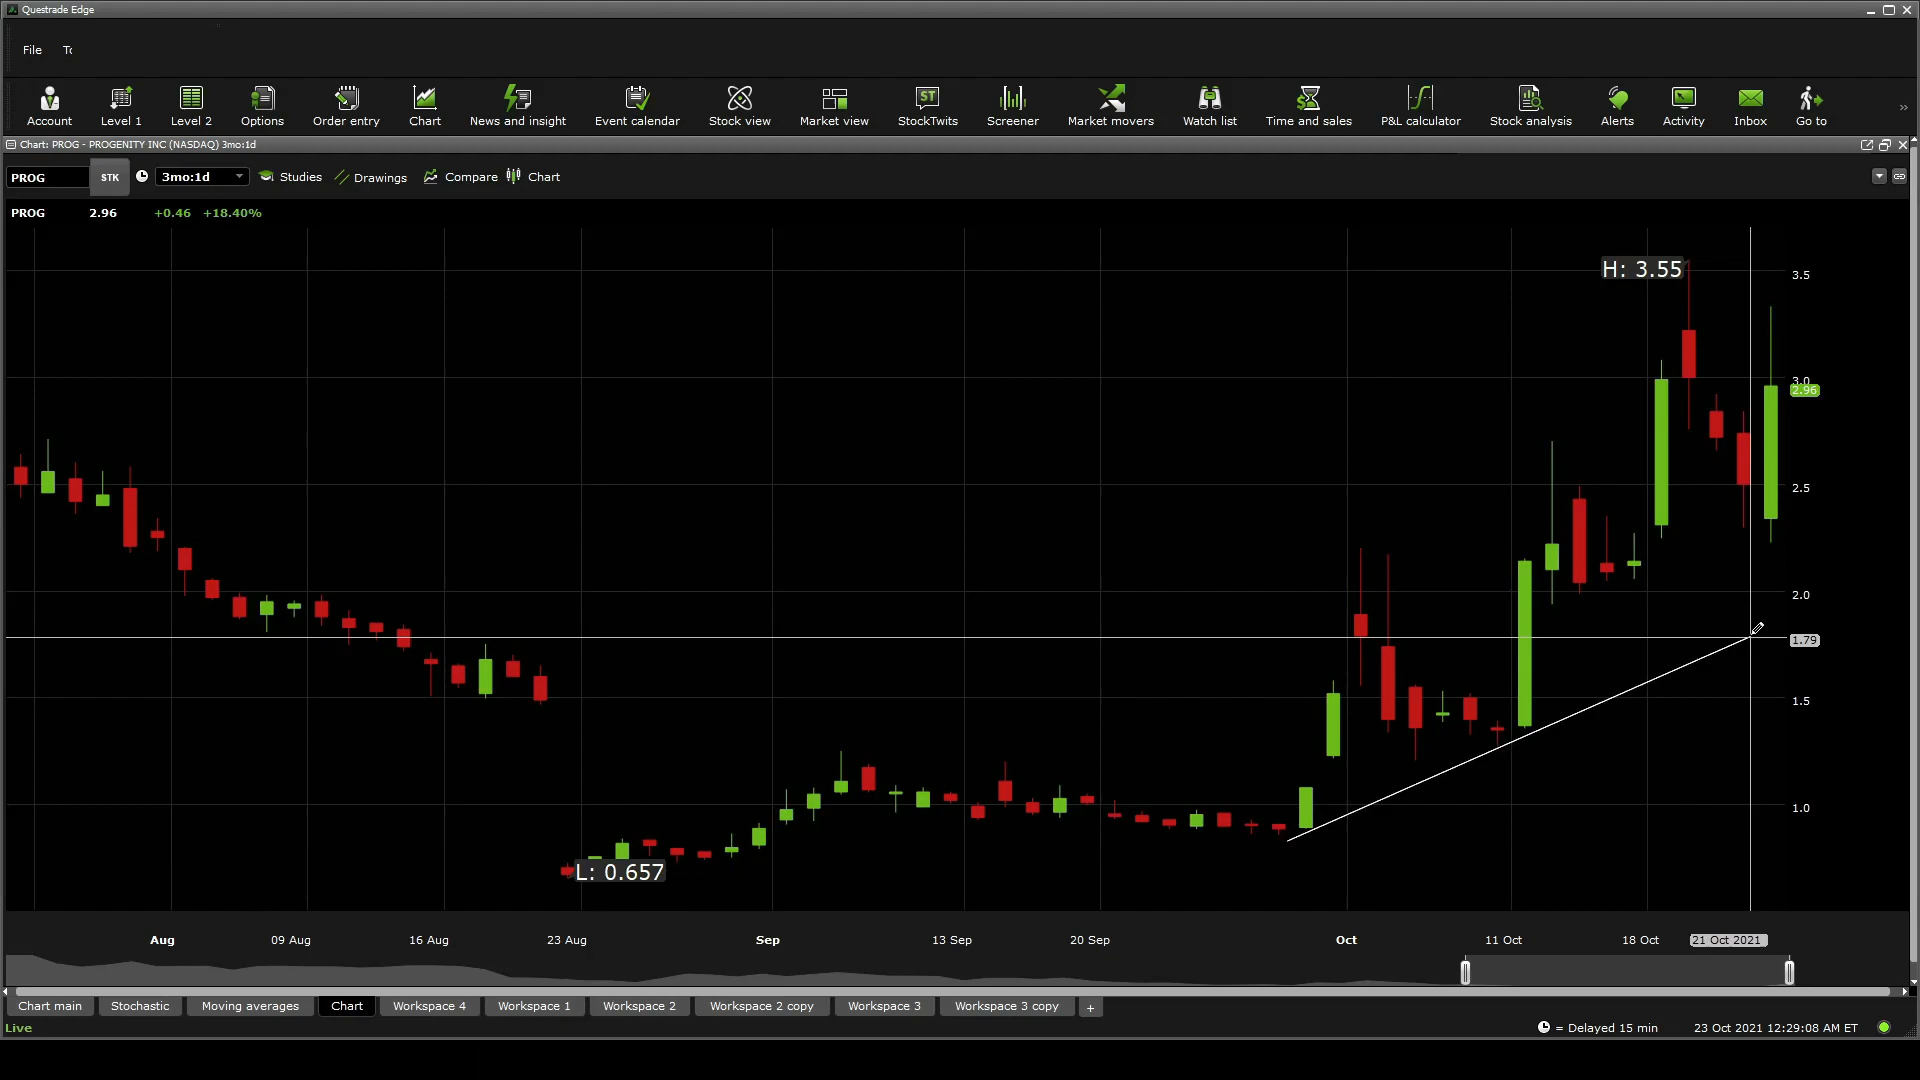 Questrade Edge
File To
Account Level 1 Level 2 Options Order entry Chart News and insight Event calendar Stock view ST Market view StockTwits Screener Market movers Watch list Time and sales P&L calculator Stock analysis Alerts Activity Inbox Go to
Chart: PROG - PROGENITY INC (NASDAQ) 3mo:1d
PROG STK 3mo:1d Studies Drawings Compare Chart
PROG 2.96 +0.46 +18.40%
H: 3.55
3.5
3.0
2.96
2.5
2.0
1.79
1.5
1.0
L: 0.657
Aug 09 Aug 16 Aug 23 Aug Sep 13 Sep 20 Sep Oct 11 Oct 18 Oct 21 Oct 2021
Chart main Stochastic Moving averages Chart Workspace 4 Workspace 1 Workspace 2 Workspace 2 copy Workspace 3 Workspace 3 copy +
Live = Delayed 15 min 23 Oct 2021 12:29:08 AM ET